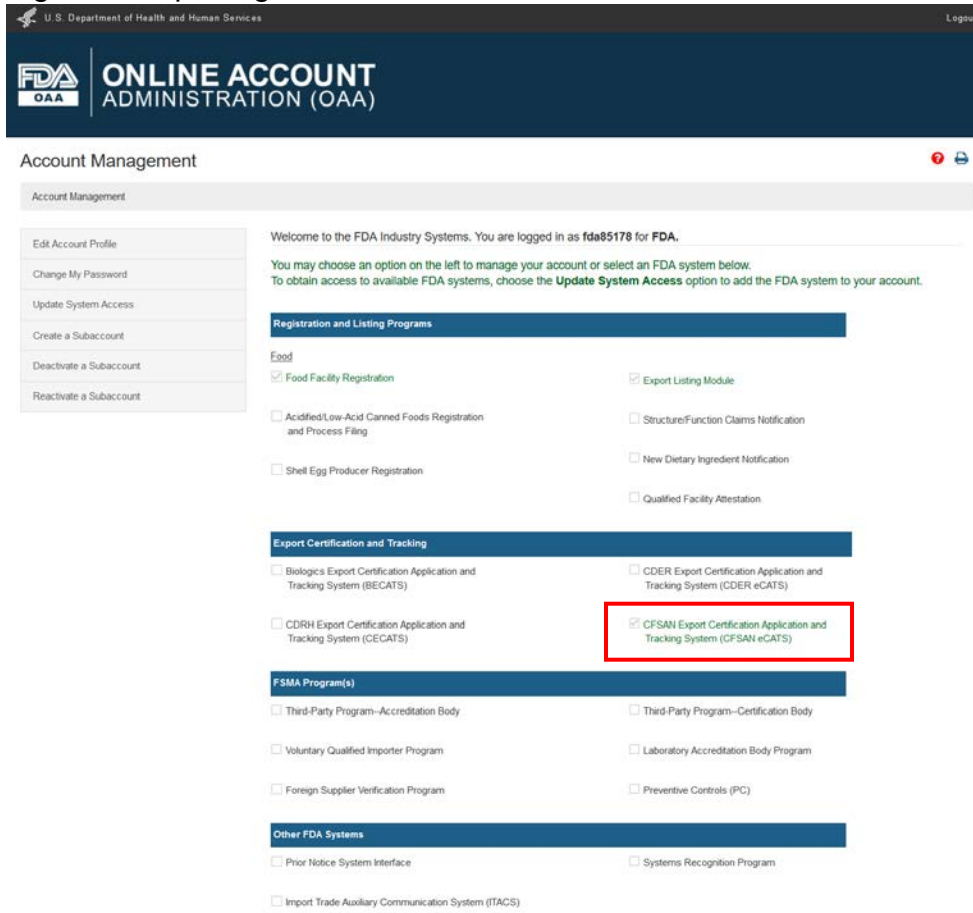 U.S. Department of Health and Human Services
Logou
FDA
OAA
ONLINE ACCOUNT
ADMINISTRATION (OAA)
Account Management
Account Management
Edit Account Profile
Change My Password
Update System Access
Create a Subaccount
Deactivate a Subaccount
Reactivate a Subaccount
Welcome to the FDA Industry Systems. You are logged in as fda85178 for FDA.
You may choose an option on the left to manage your account or select an FDA system below.
To obtain access to available FDA systems, choose the Update System Access option to add the FDA system to your account.
Registration and Listing Programs
Food
Food Facility Registration
Export Listing Module
Acidified/Low-Acid Canned Foods Registration
and Process Filing
Structure/Function Claims Notification
New Dietary Ingredient Notification
Shell Egg Producer Registration
Qualified Facility Attestation
Export Certification and Tracking
Biologics Export Certification Application and
Tracking System (BECATS)
CDER Export Certification Application and
Tracking System (CDER eCATS)
CDRH Export Certification Application and
Tracking System (CECATS)
CFSAN Export Certification Application and
Tracking System (CFSAN eCATS)
FSMA Program(s)
Third-Party Program--Accreditation Body
Third-Party Program--Certification Body
Voluntary Qualified Importer Program
Laboratory Accreditation Body Program
Foreign Supplier Verification Program
Preventive Controls (PC)
Other FDA Systems
Prior Notice System Interface
Systems Recognition Program
Import Trade Auxiliary Communication System (ITACS)